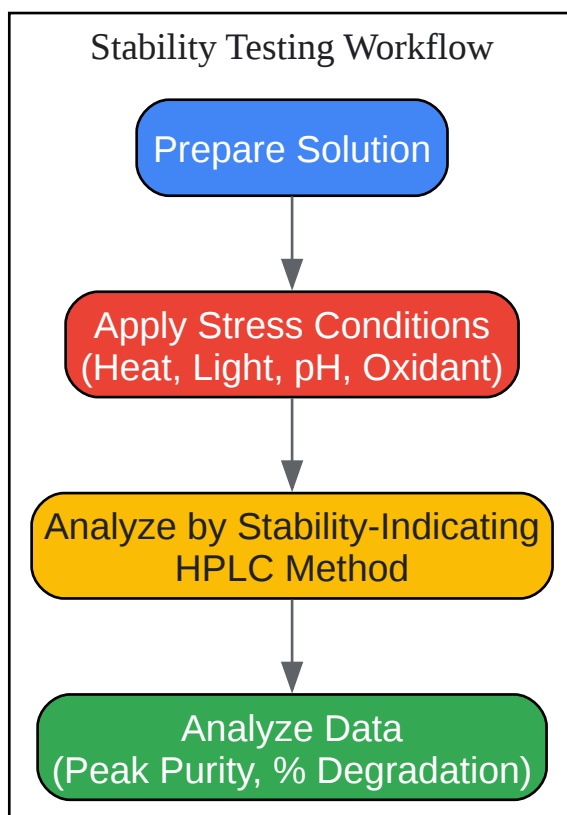 Stability Testing Workflow
Prepare Solution
Apply Stress Conditions
(Heat, Light, pH, Oxidant)
Analyze by Stability-Indicating
HPLC Method
Analyze Data
(Peak Purity, % Degradation)